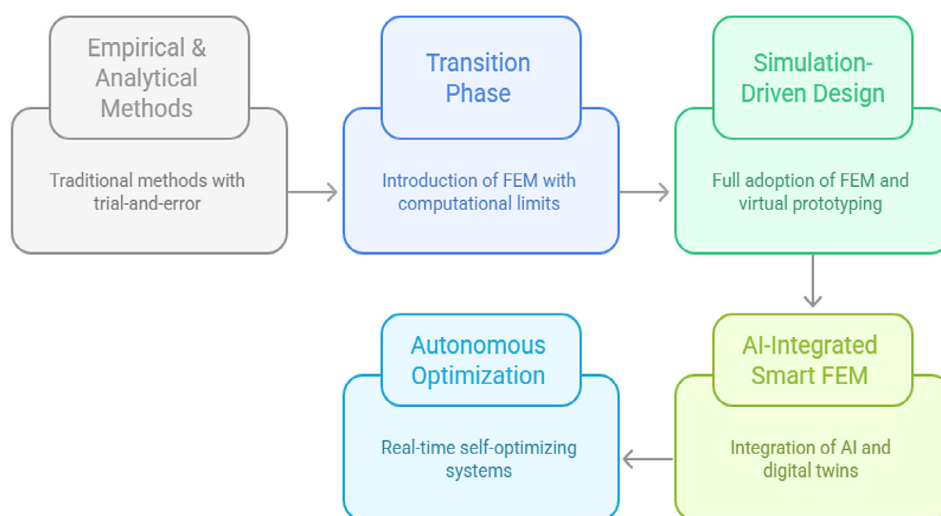 Empirical &
Analytical
Methods
Traditional methods with
trial-and-error
Transition
Phase
Introduction of FEM with
computational limits
Simulation-
Driven Design
Full adoption of FEM and
virtual prototyping
AI-Integrated
Smart FEM
Integration of AI and
digital twins
Autonomous
Optimization
Real-time self-optimizing
systems